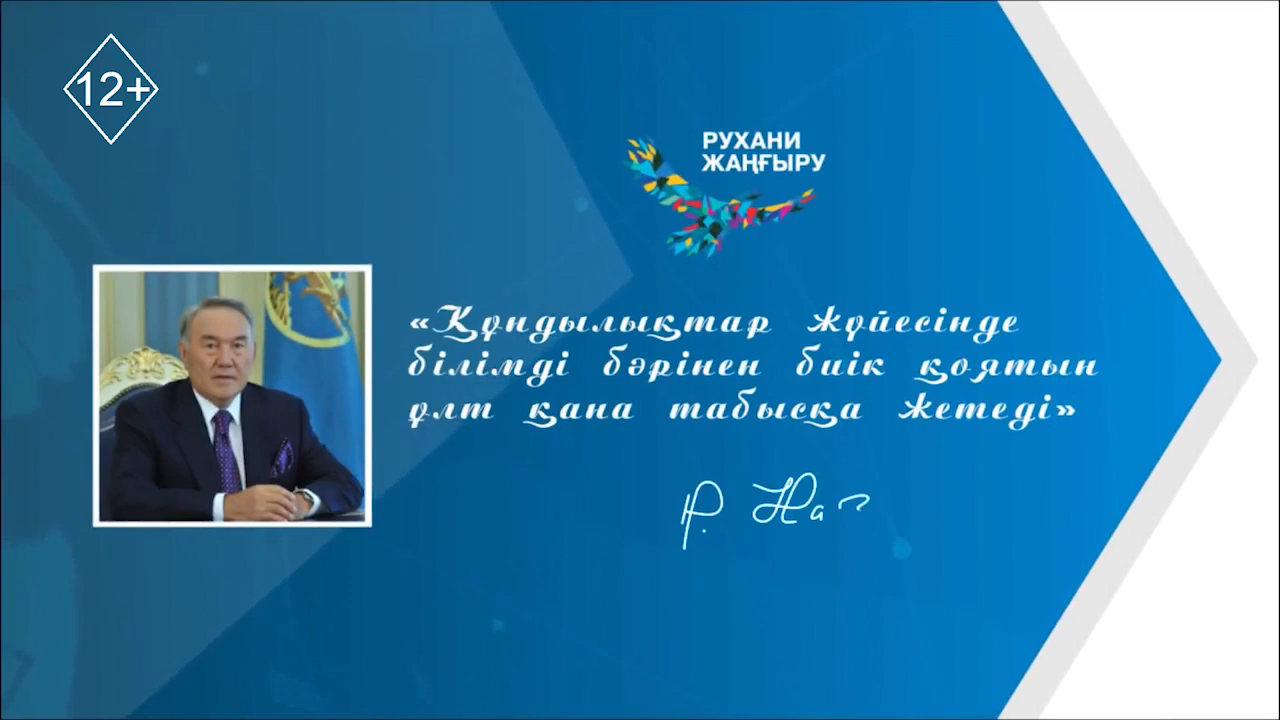 12+
РУХАНИ
ЖАҢҒЫРУ
«Құндылықтар жүйесінде
білімді бәрінен биік қоятын
ұлт қана табысқа жетеді»